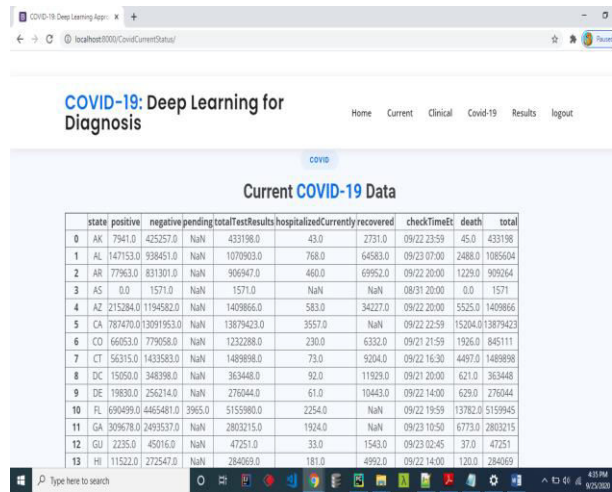 COVID-19: Deep Learning Appro
localhost:8000/CovidCurrentStatus/
COVID-19: Deep Learning for
Diagnosis
Home Current Clinical Covid-19 Results logout
COVID
Current COVID-19 Data
state positive negative pending totalTestResults hospitalizedCurrently recovered checkTimeEt death total
0 AK 7941.0 425257.0 NaN 433198.0 43.0 2731.0 09/22 23:59 45.0 433198
1 AL 147153.0 938451.0 NaN 1070903.0 768.0 64583.0 09/23 07:00 2488.0 1085604
2 AR 77963.0 831301.0 NaN 906947.0 460.0 69952.0 09/22 20:00 1229.0 909264
3 AS 0.0 1571.0 NaN 1571.0 NaN NaN 08/31 20:00 0.0 1571
4 AZ 215284.0 1194582.0 NaN 1409866.0 583.0 34227.0 09/22 20:00 5525.0 1409866
5 CA 787470.0 13091953.0 NaN 13879423.0 3557.0 NaN 09/22 22:59 15204.0 13879423
6 CO 66053.0 779058.0 NaN 1232288.0 230.0 6332.0 09/21 21:59 1926.0 845111
7 CT 56315.0 1433583.0 NaN 1489898.0 73.0 9204.0 09/22 16:30 4497.0 1489898
8 DC 15050.0 348398.0 NaN 363448.0 92.0 11929.0 09/21 20:00 621.0 363448
9 DE 19830.0 256214.0 NaN 276044.0 61.0 10443.0 09/22 14:00 629.0 276044
10 FL 690499.0 4465481.0 3965.0 5155980.0 2254.0 NaN 09/22 19:59 13782.0 5159945
11 GA 309678.0 2493537.0 NaN 2803215.0 1924.0 NaN 09/23 10:50 6773.0 2803215
12 GU 2235.0 45016.0 NaN 47251.0 33.0 1543.0 09/23 02:45 37.0 47251
13 HI 11522.0 272547.0 NaN 284069.0 181.0 4992.0 09/22 14:00 120.0 284069
Type here to search
4:35 PM
9/25/2020